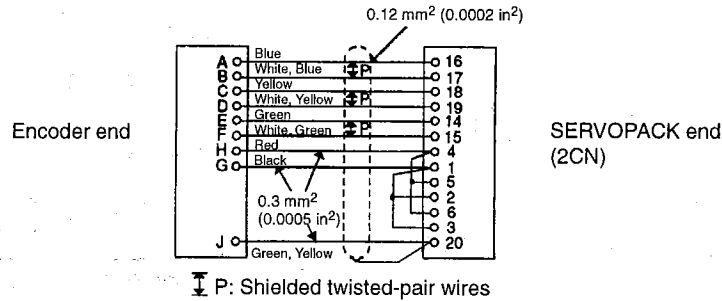 0.12 mm² (0.0002 in²)
Blue
A 16
White, Blue P
B 17
Yellow
C 18
White, Yellow P
D 19
Green
E 14
White, Green P
F 15
Red
H 4
Black
G 1
5
2
6
3
0.3 mm²
(0.0005 in²)
J 20
Green, Yellow
Encoder end
SERVOPACK end
(2CN)
P: Shielded twisted-pair wires